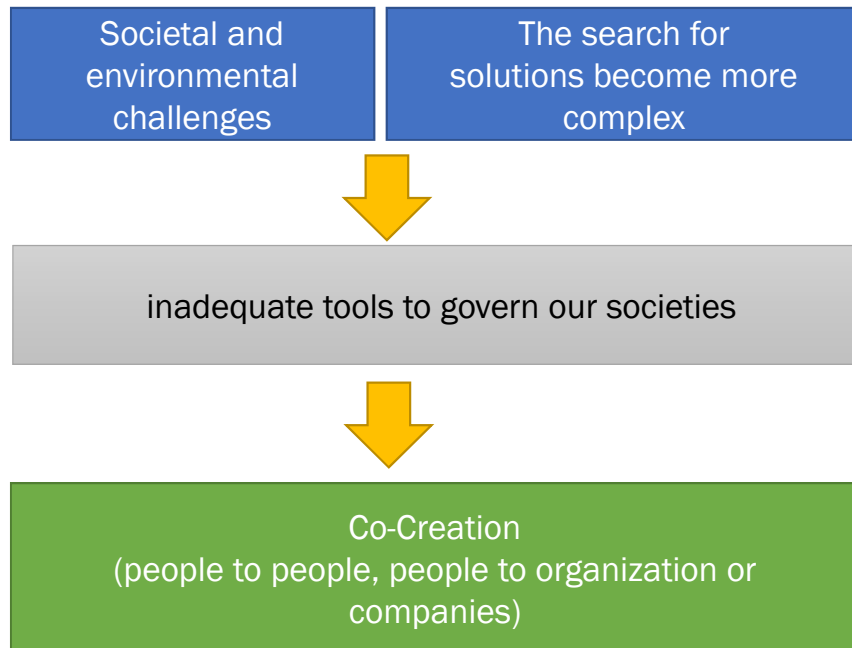 Societal and
environmental
challenges
The search for
solutions become more
complex
inadequate tools to govern our societies
Co-Creation
(people to people, people to organization or
companies)